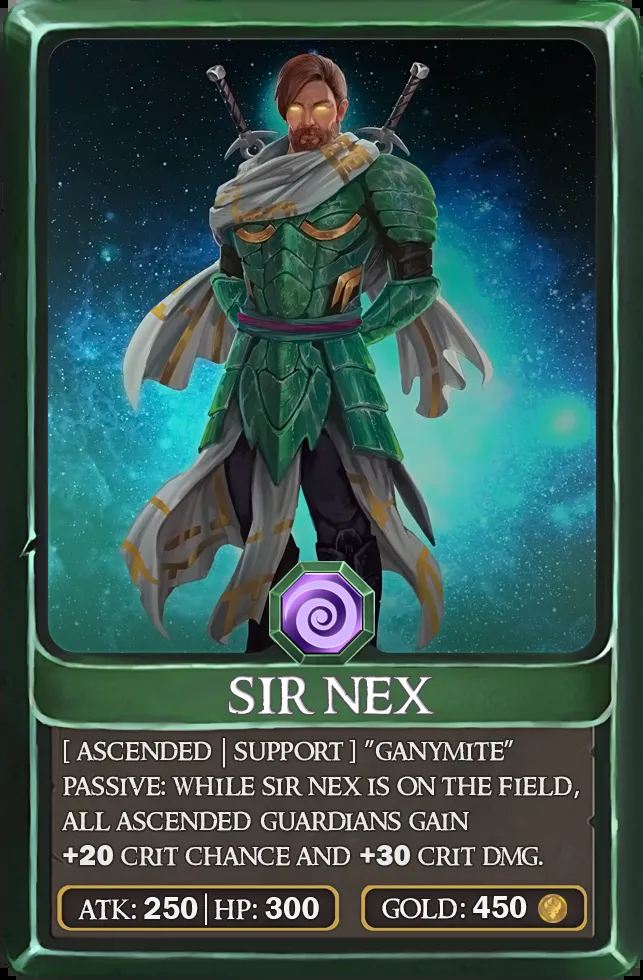 SIR NEX
[ ASCENDED | SUPPORT ] "GANYMITE"
PASSIVE: WHILE SIR NEX IS ON THE FIELD,
ALL ASCENDED GUARDIANS GAIN
+20 CRIT CHANCE AND +30 CRIT DMG.
ATK: 250 | HP: 300 GOLD: 450